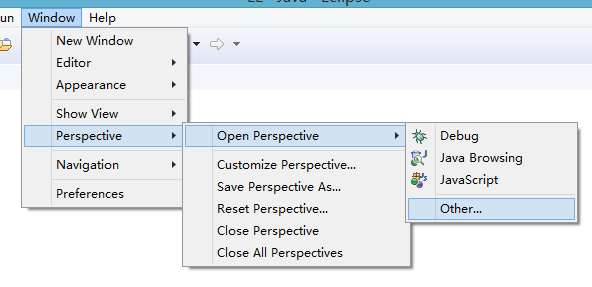 un Window Help
New Window
Editor
Appearance
Show View
Perspective
Navigation
Preferences
Open Perspective
Customize Perspective...
Save Perspective As...
Reset Perspective...
Close Perspective
Close All Perspectives
Debug
Java Browsing
JavaScript
Other...